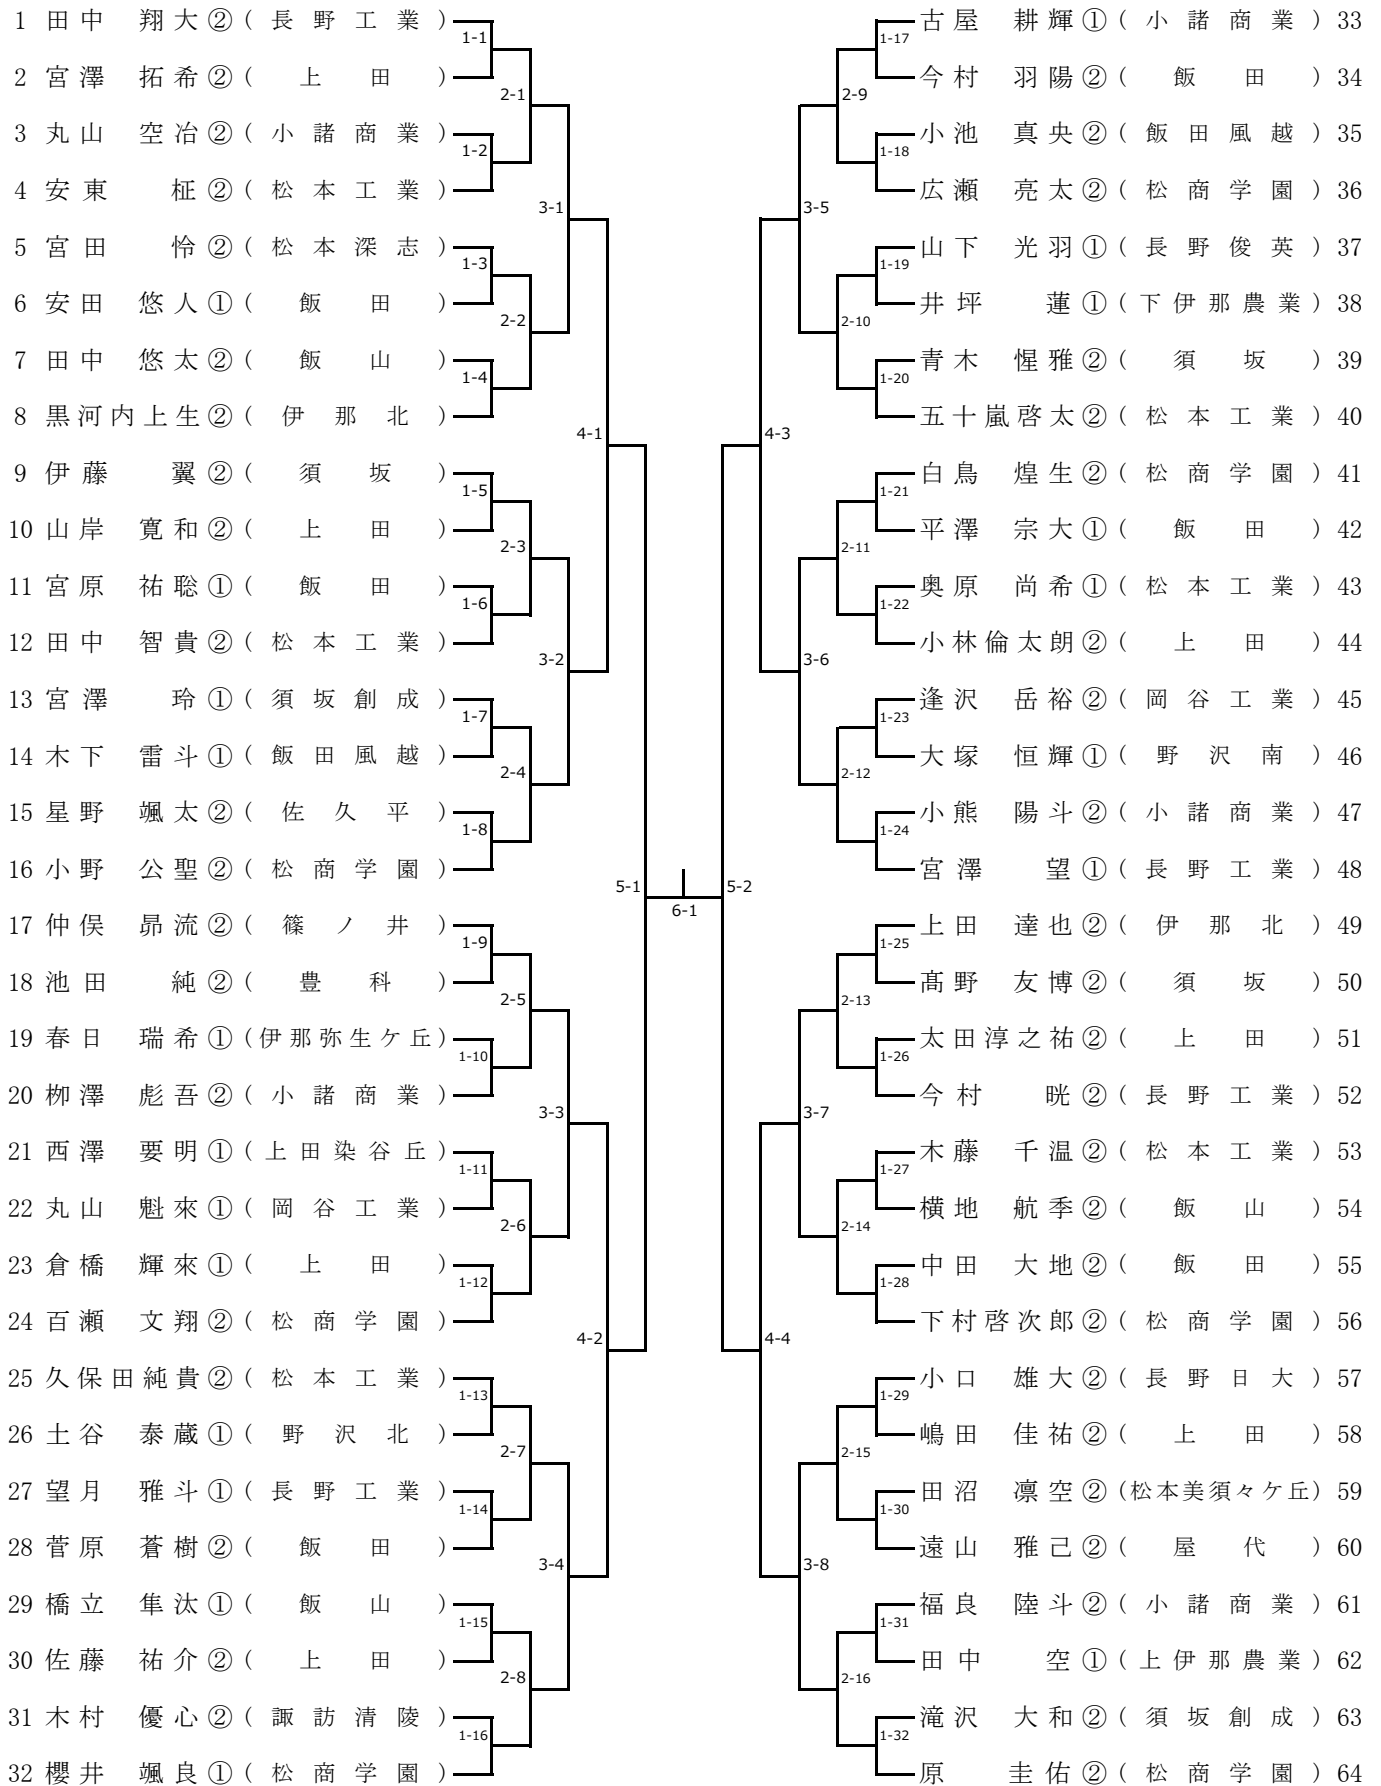 1 田中 翔大②(長野工業)
1-1
2 宮澤 拓希②(上田)
2-1
3 丸山 空冶②(小諸商業)
1-2
4 安東 柾②(松本工業)
3-1
5 宮田 怜②(松本深志)
1-3
6 安田 悠人①(飯田)
2-2
7 田中 悠太②(飯山)
1-4
8 黒河内上生②(伊那北)
4-1
9 伊藤 翼②(須坂)
1-5
10 山岸 寛和②(上田)
2-3
11 宮原 祐聡①(飯田)
1-6
12 田中 智貴②(松本工業)
3-2
13 宮澤 玲①(須坂創成)
1-7
14 木下 雷斗①(飯田風越)
2-4
15 星野 颯太②(佐久平)
1-8
16 小野 公聖②(松商学園)
5-1
17 仲俣 昴流②(篠ノ井)
1-9
18 池田 純②(豊科)
2-5
19 春日 瑞希①(伊那弥生ケ丘)
1-10
20 栁澤 彪吾②(小諸商業)
3-3
21 西澤 要明①(上田染谷丘)
1-11
22 丸山 魁來①(岡谷工業)
2-6
23 倉橋 輝來①(上田)
1-12
24 百瀬 文翔②(松商学園)
4-2
25 久保田純貴②(松本工業)
1-13
26 土谷 泰蔵①(野沢北)
2-7
27 望月 雅斗①(長野工業)
1-14
28 菅原 蒼樹②(飯田)
3-4
29 橋立 隼汰①(飯山)
1-15
30 佐藤 祐介②(上田)
2-8
31 木村 優心②(諏訪清陵)
1-16
32 櫻井 颯良①(松商学園)
6-1
古屋 耕輝①(小諸商業) 33
1-17
今村 羽陽②(飯田) 34
2-9
小池 真央②(飯田風越) 35
1-18
広瀬 亮太②(松商学園) 36
3-5
山下 光羽①(長野俊英) 37
1-19
井坪 蓮①(下伊那農業) 38
2-10
青木 惺雅②(須坂) 39
1-20
五十嵐啓太②(松本工業) 40
4-3
白鳥 煌生②(松商学園) 41
1-21
平澤 宗大①(飯田) 42
2-11
奥原 尚希①(松本工業) 43
1-22
小林倫太朗②(上田) 44
3-6
逢沢 岳裕②(岡谷工業) 45
1-23
大塚 恒輝①(野沢南) 46
2-12
小熊 陽斗②(小諸商業) 47
1-24
宮澤 望①(長野工業) 48
5-2
上田 達也②(伊那北) 49
1-25
髙野 友博②(須坂) 50
2-13
太田淳之祐②(上田) 51
1-26
今村 晄②(長野工業) 52
3-7
木藤 千温②(松本工業) 53
1-27
横地 航季②(飯山) 54
2-14
中田 大地②(飯田) 55
1-28
下村啓次郎②(松商学園) 56
4-4
小口 雄大②(長野日大) 57
1-29
嶋田 佳祐②(上田) 58
2-15
田沼 凛空②(松本美須々ケ丘) 59
1-30
遠山 雅己②(屋代) 60
3-8
福良 陸斗②(小諸商業) 61
1-31
田中 空①(上伊那農業) 62
2-16
滝沢 大和②(須坂創成) 63
1-32
原 圭佑②(松商学園) 64